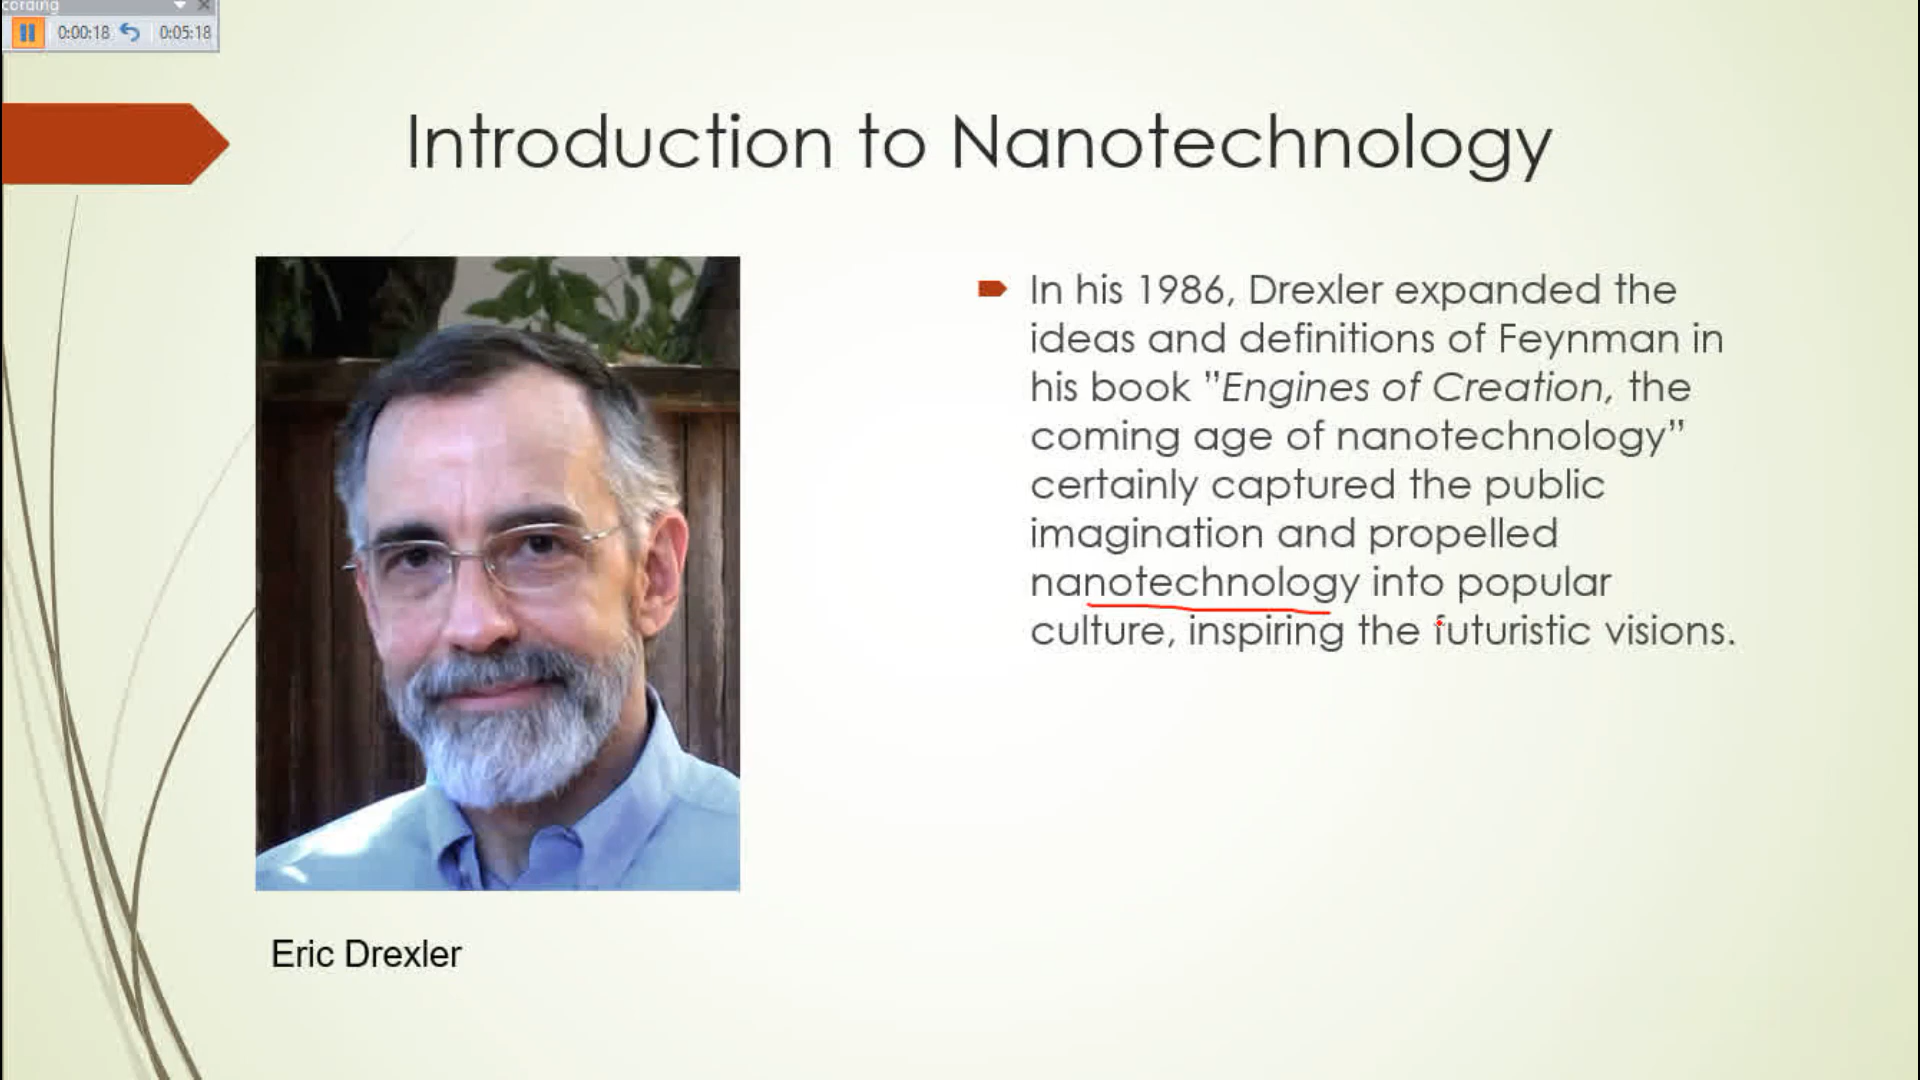 cording
0:00:18 0:05:18
Introduction to Nanotechnology
In his 1986, Drexler expanded the
ideas and definitions of Feynman in
his book ”Engines of Creation, the
coming age of nanotechnology”
certainly captured the public
imagination and propelled
nanotechnology into popular
culture, inspiring the futuristic visions.
Eric Drexler